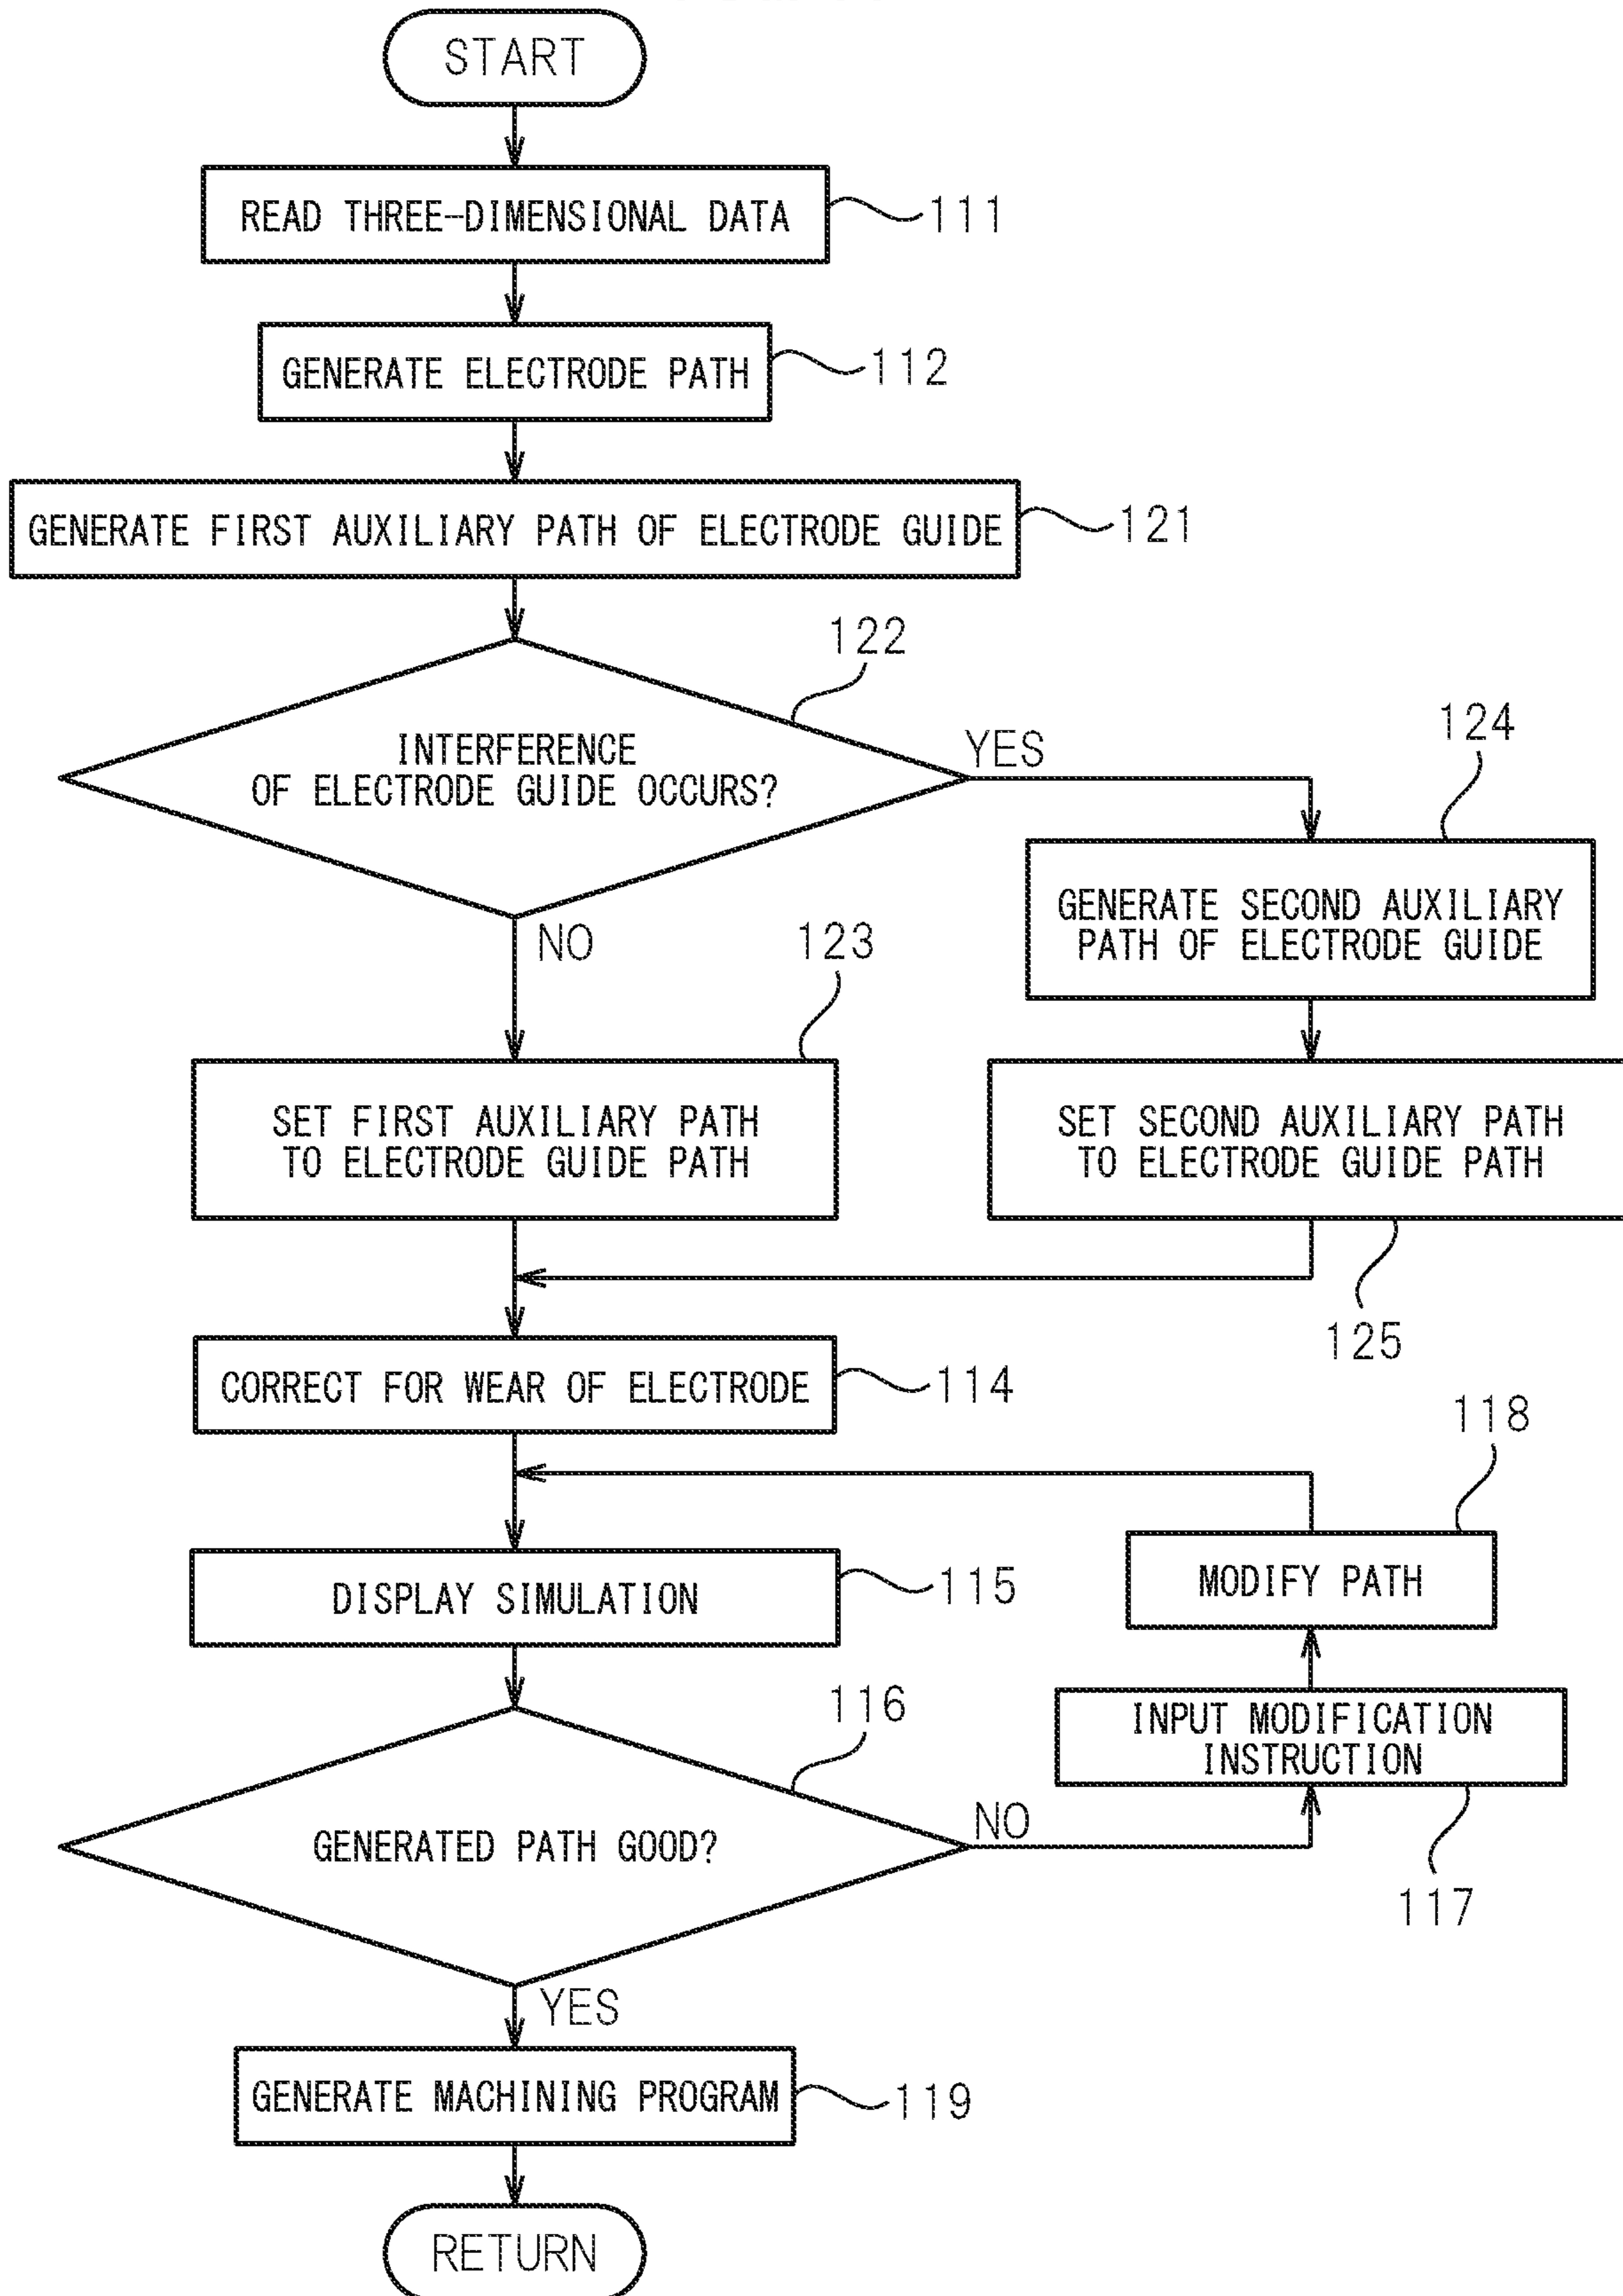 START
READ THREE-DIMENSIONAL DATA
111
GENERATE ELECTRODE PATH
112
GENERATE FIRST AUXILIARY PATH OF ELECTRODE GUIDE
121
122
INTERFERENCE
OF ELECTRODE GUIDE OCCURS?
YES
NO
124
GENERATE SECOND AUXILIARY
PATH OF ELECTRODE GUIDE
123
SET FIRST AUXILIARY PATH
TO ELECTRODE GUIDE PATH
SET SECOND AUXILIARY PATH
TO ELECTRODE GUIDE PATH
125
CORRECT FOR WEAR OF ELECTRODE
114
118
MODIFY PATH
DISPLAY SIMULATION
115
116
INPUT MODIFICATION
INSTRUCTION
117
GENERATED PATH GOOD?
NO
YES
GENERATE MACHINING PROGRAM
119
RETURN